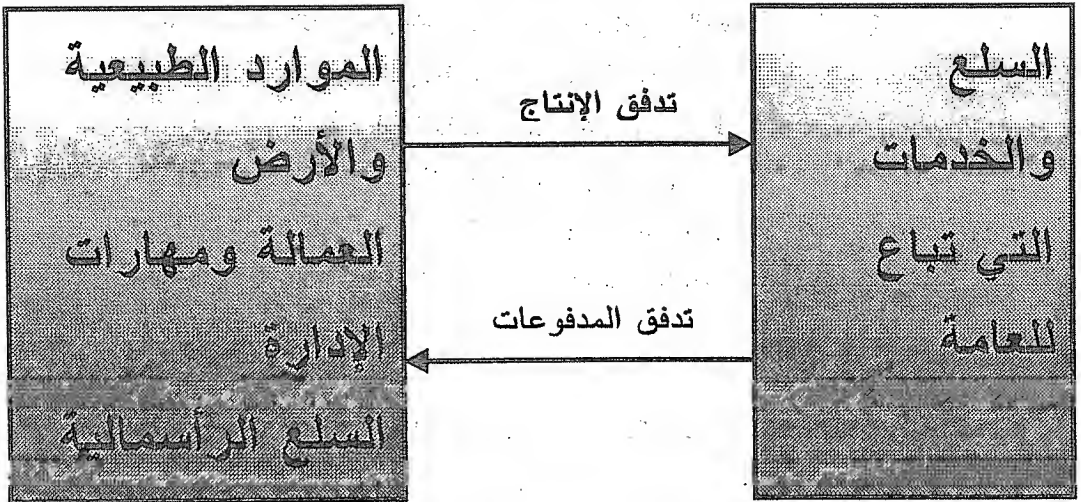 السلع
والخدمات
التي تباع
للعامة
تدفق الإنتاج
تدفق المدفوعات
الموارد الطبيعية
والأرض
العمالة ومهارات
الإدارة
السلع الرأسمالية